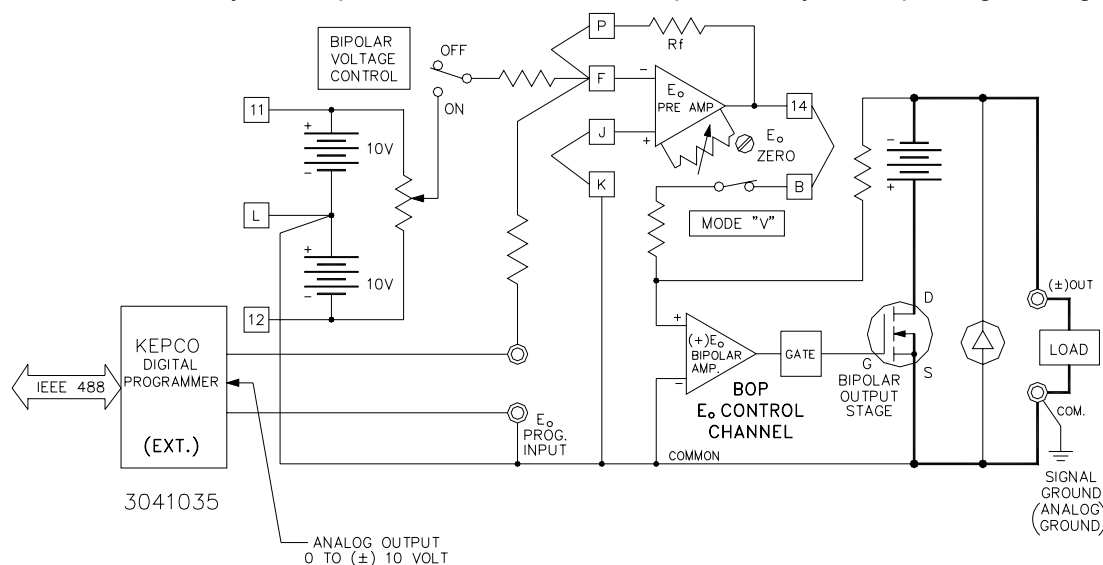 BIPOLAR
VOLTAGE
CONTROL
OFF
ON
P
Rf
F
−
Eo
PRE AMP
14
J
+
Eo
ZERO
K
B
MODE "V"
11
+
10V
−
L
+
10V
−
12
−
+
KEPCO
DIGITAL
PROGRAMMER
(EXT.)
IEEE 488
3041035
ANALOG OUTPUT
0 TO (±) 10 VOLT
Eo
PROG.
INPUT
+
(+)Eo
BIPOLAR
AMP.
−
GATE
BOP
Eo CONTROL
CHANNEL
COMMON
D
G
S
BIPOLAR
OUTPUT
STAGE
(±)OUT
LOAD
COM.
SIGNAL
GROUND
(ANALOG
GROUND)